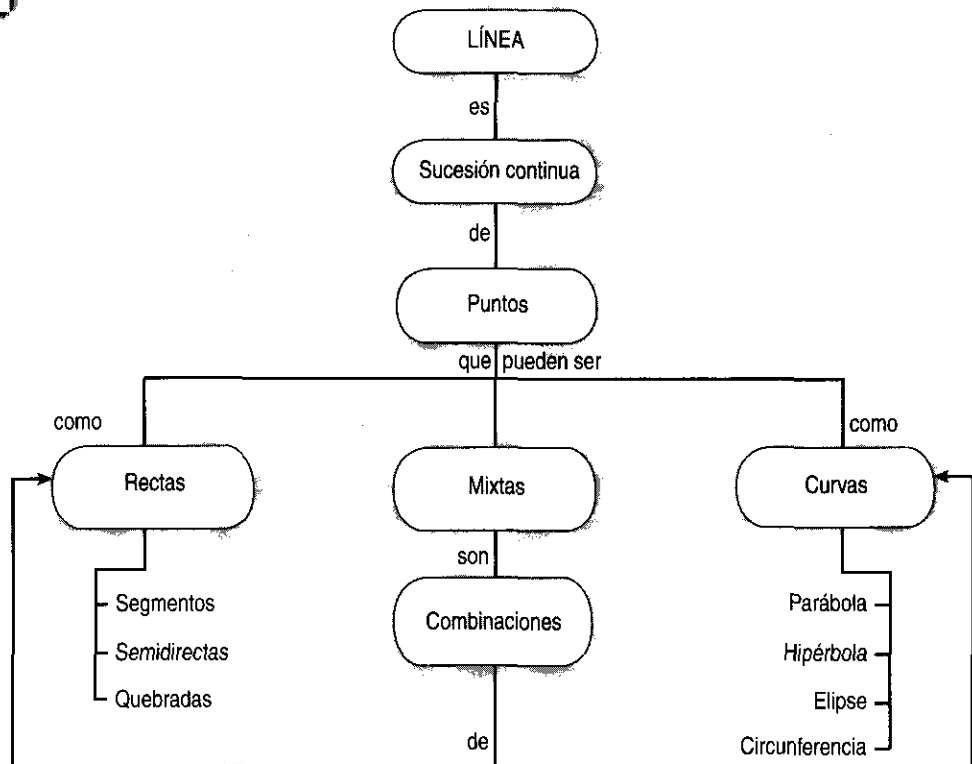 LÍNEA
es
Sucesión continua
de
Puntos
que pueden ser
como
como
Rectas
Mixtas
Curvas
son
Segmentos
Semidirectas
Quebradas
Combinaciones
Parábola
Hipérbola
Elipse
Circunferencia
de